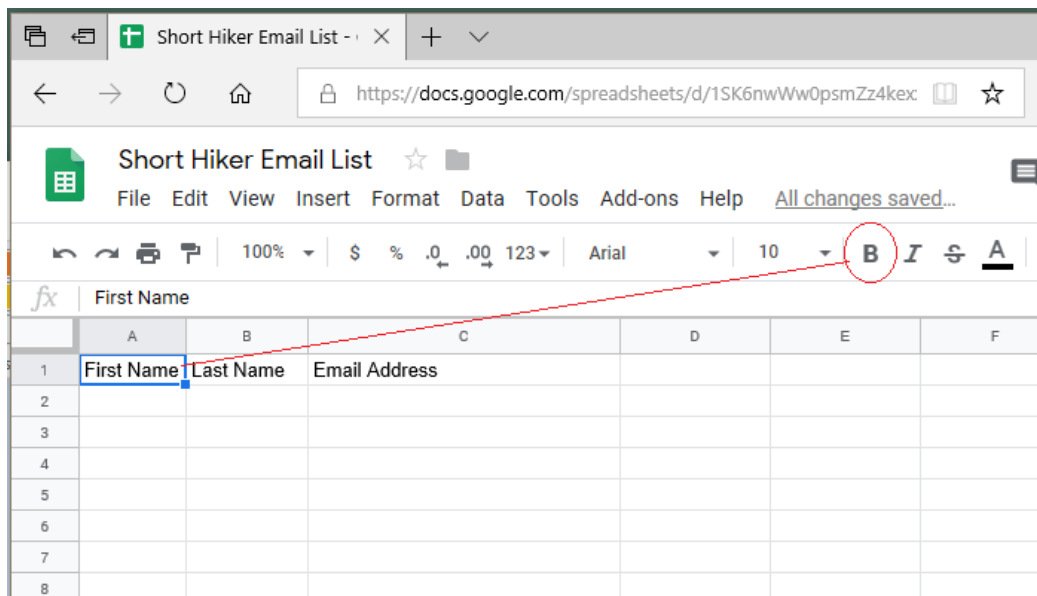 Short Hiker Email List -
https://docs.google.com/spreadsheets/d/1SK6nwWw0psmZz4kex
Short Hiker Email List
File Edit View Insert Format Data Tools Add-ons Help All changes saved…
100% $ % .0 .00 123 Arial 10 B I S A
fx First Name
A B C D E F
1 First Name Last Name Email Address
2
3
4
5
6
7
8